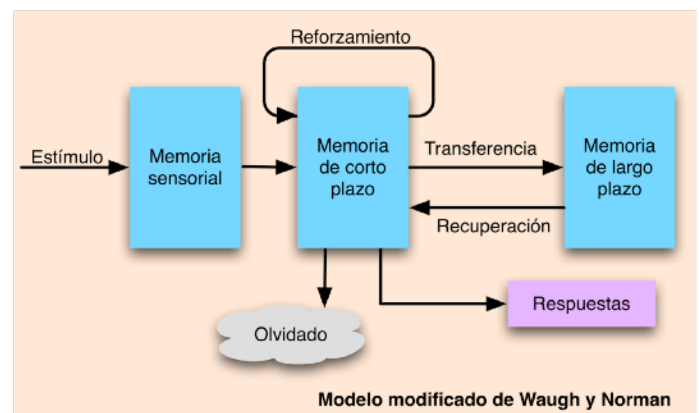 Reforzamiento
Estímulo
Memoria
sensorial
Memoria
de corto
plazo
Transferencia
Recuperación
Memoria
de largo
plazo
Olvidado
Respuestas
Modelo modificado de Waugh y Norman